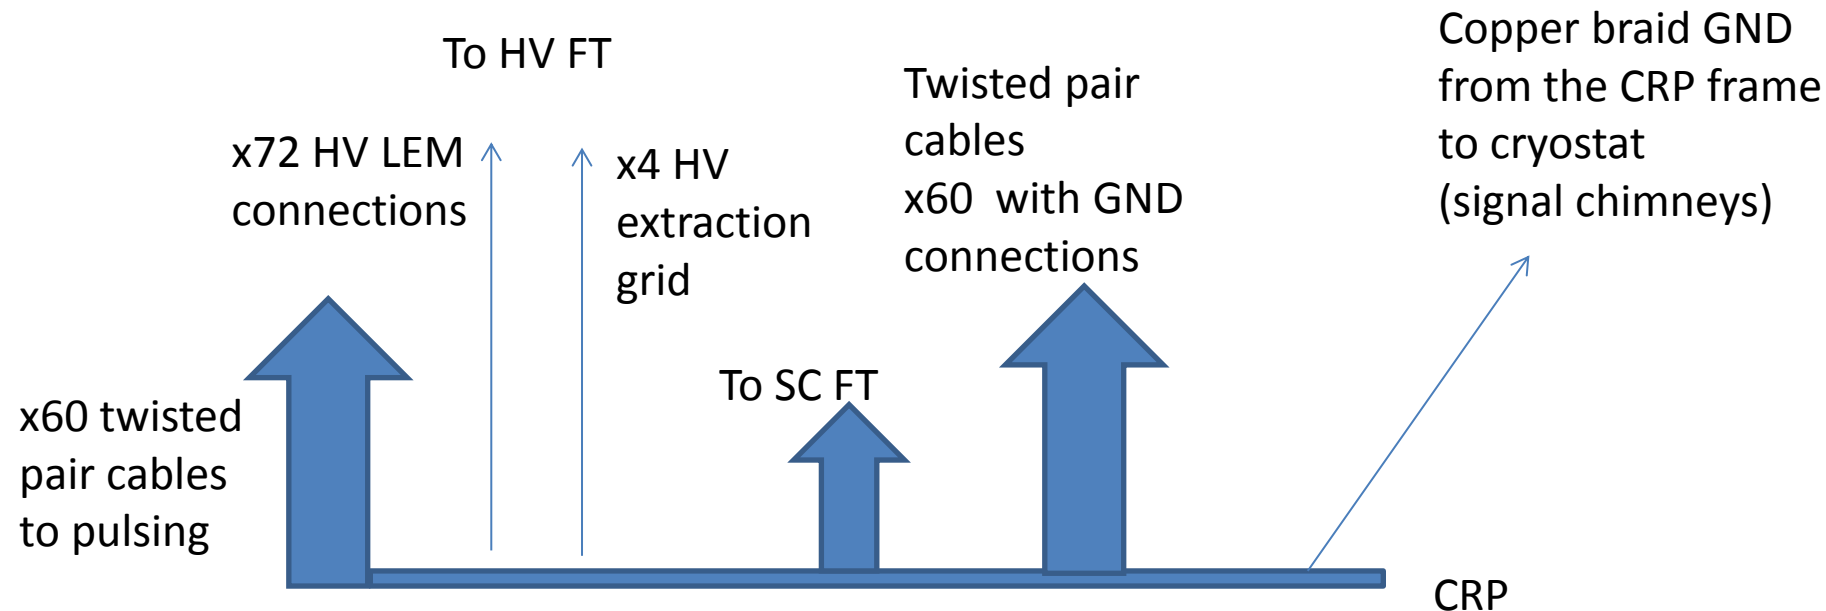 To HV FT
x72 HV LEM
connections
x4 HV
extraction
grid
Twisted pair
cables
x60  with GND
connections
Copper braid GND
from the CRP frame
to cryostat
(signal chimneys)
x60 twisted
pair cables
to pulsing
To SC FT
CRP